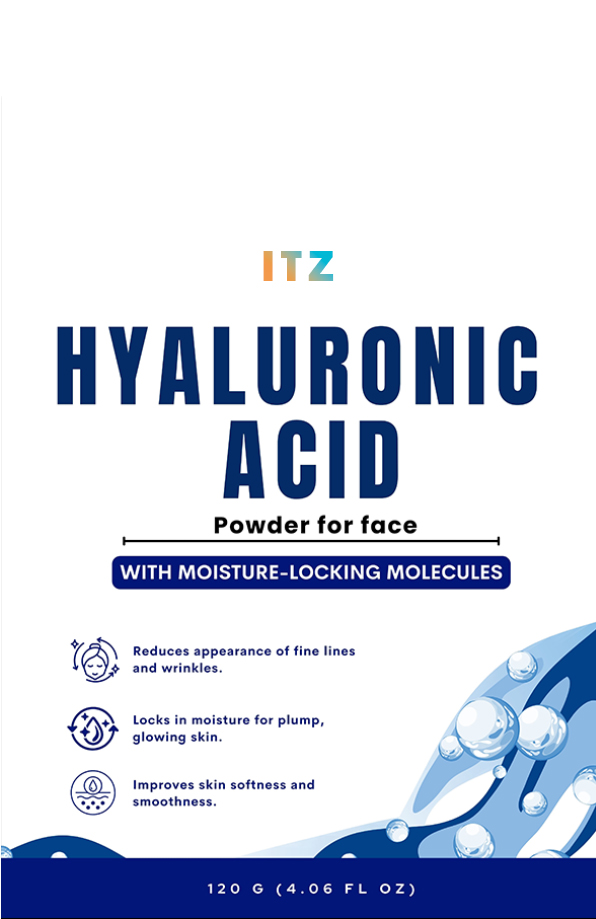 ITZ
HYALURONIC
ACID
Powder for face
WITH MOISTURE-LOCKING MOLECULES
Reduces appearance of fine lines
and wrinkles.
Locks in moisture for plump,
glowing skin.
Improves skin softness and
smoothness.
120 G (4.06 FL OZ)